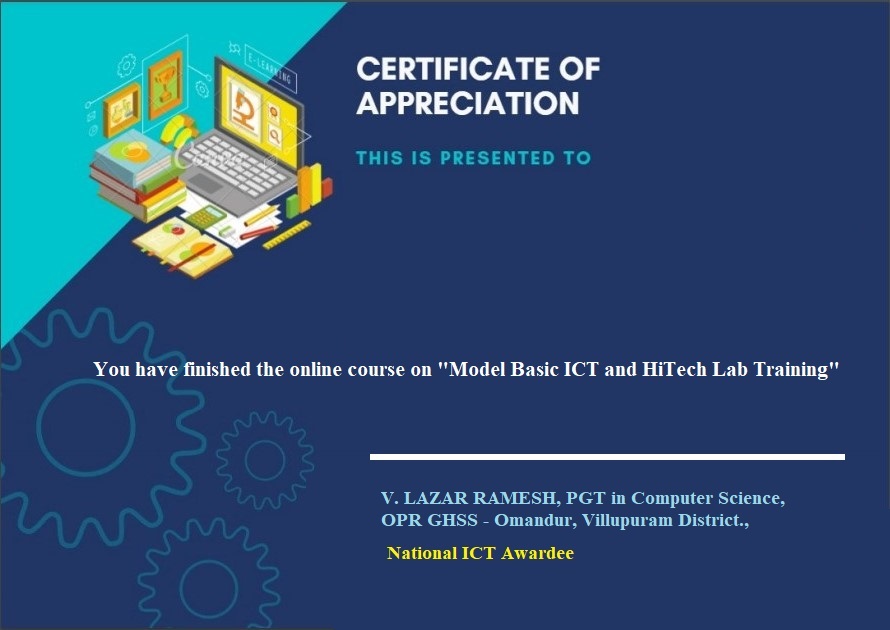 E-LEARNING
CERTIFICATE OF
APPRECIATION
THIS IS PRESENTED TO
You have finished the online course on "Model Basic ICT and HiTech Lab Training"
V. LAZAR RAMESH, PGT in Computer Science,
OPR GHSS - Omandur, Villupuram District.,
National ICT Awardee